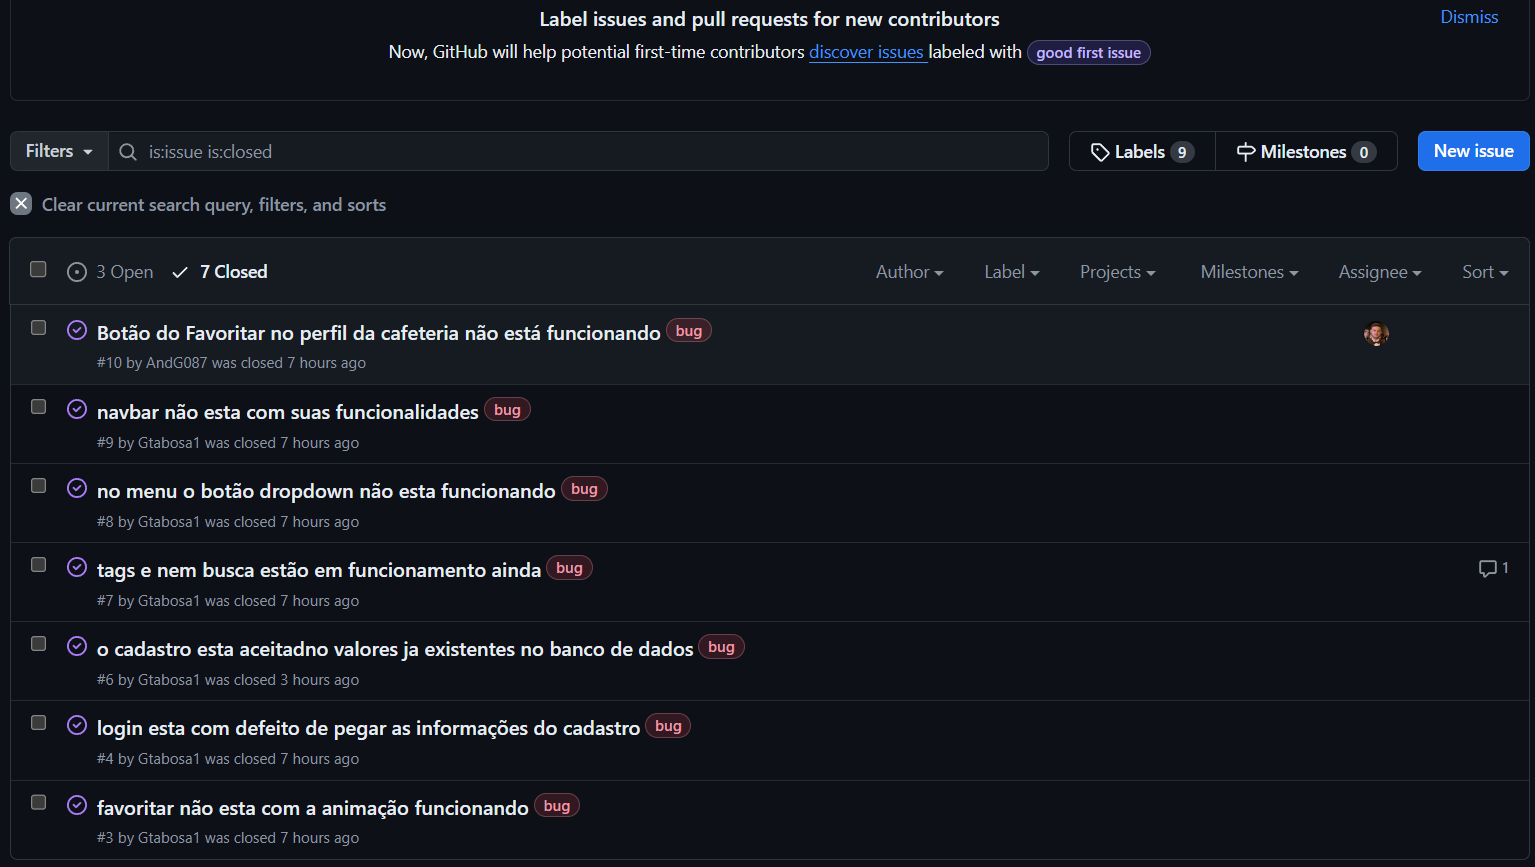 Label issues and pull requests for new contributors
Dismiss
Now, GitHub will help potential first-time contributors discover issues labeled with good first issue
Filters
is:issue is:closed
Labels 9
Milestones 0
New issue
Clear current search query, filters, and sorts
3 Open
7 Closed
Author
Label
Projects
Milestones
Assignee
Sort
Botão do Favoritar no perfil da cafeteria não está funcionando bug
#10 by AndG087 was closed 7 hours ago
navbar não esta com suas funcionalidades bug
#9 by Gtabosa1 was closed 7 hours ago
no menu o botão dropdown não esta funcionando bug
#8 by Gtabosa1 was closed 7 hours ago
tags e nem busca estão em funcionamento ainda bug
1
#7 by Gtabosa1 was closed 7 hours ago
o cadastro esta aceitadno valores ja existentes no banco de dados bug
#6 by Gtabosa1 was closed 3 hours ago
login esta com defeito de pegar as informações do cadastro bug
#4 by Gtabosa1 was closed 7 hours ago
favoritar não esta com a animação funcionando bug
#3 by Gtabosa1 was closed 7 hours ago